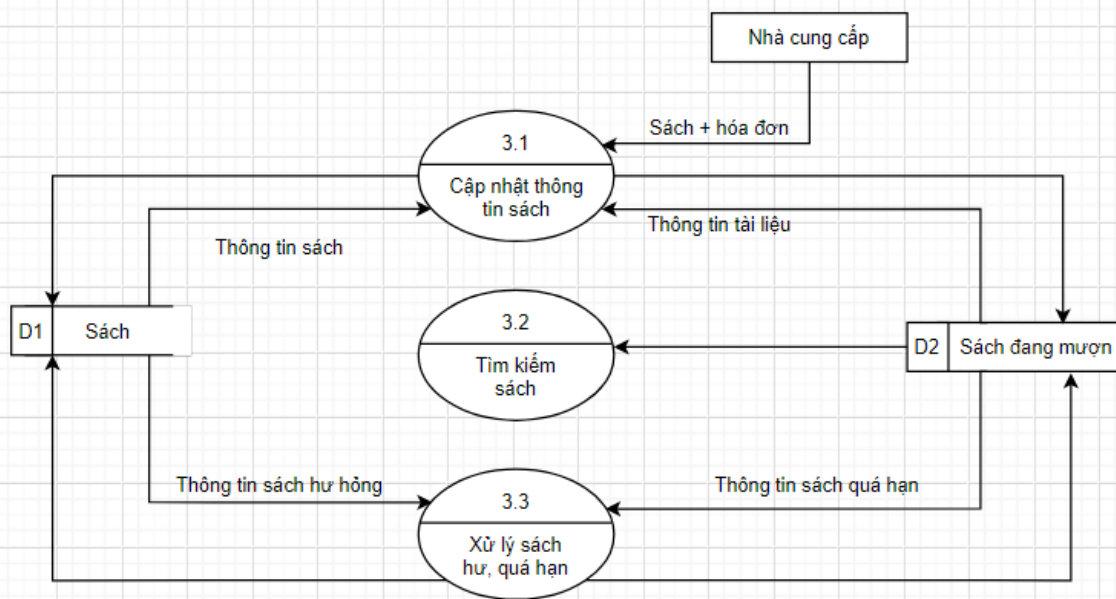 Nhà cung cấp
Sách + hóa đơn
3.1
Cập nhật thông
tin sách
Thông tin sách
Thông tin tài liệu
D1
Sách
3.2
Tìm kiếm
sách
D2
Sách đang mượn
Thông tin sách hư hỏng
Thông tin sách quá hạn
3.3
Xử lý sách
hư, quá hạn